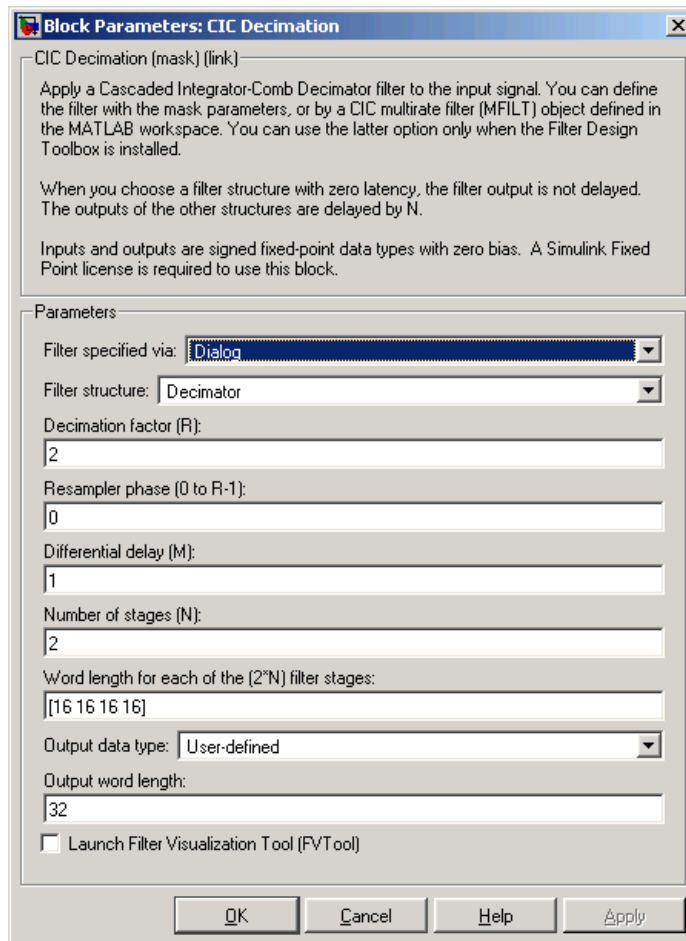 Block Parameters: CIC Decimation
CIC Decimation (mask) (link)
Apply a Cascaded Integrator-Comb Decimator filter to the input signal. You can define
the filter with the mask parameters, or by a CIC multirate filter (MFILT) object defined in
the MATLAB workspace. You can use the latter option only when the Filter Design
Toolbox is installed.
When you choose a filter structure with zero latency, the filter output is not delayed.
The outputs of the other structures are delayed by N.
Inputs and outputs are signed fixed-point data types with zero bias. A Simulink Fixed
Point license is required to use this block.
Parameters
Filter specified via: Dialog
Filter structure: Decimator
Decimation factor (R):
2
Resampler phase (0 to R-1):
0
Differential delay (M):
1
Number of stages (N):
2
Word length for each of the (2*N) filter stages:
[16 16 16 16]
Output data type: User-defined
Output word length:
32
Launch Filter Visualization Tool (FVTool)
OK Cancel Help Apply